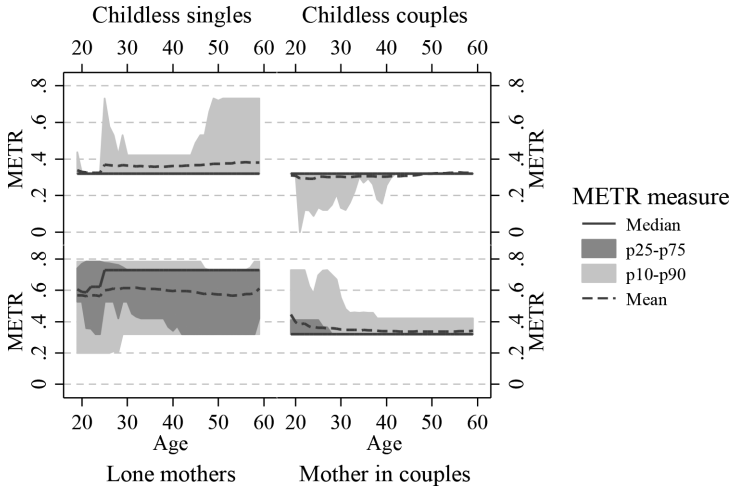 Childless singles
Childless couples
20 30 40 50 60
20 30 40 50 60
METR
0 .2 .4 .6 .8
0 .2 .4 .6 .8
METR
METR
0 .2 .4 .6 .8
0 .2 .4 .6 .8
METR
20 30 40 50 60
20 30 40 50 60
Age
Age
Lone mothers
Mother in couples
METR measure
Median
p25-p75
p10-p90
Mean